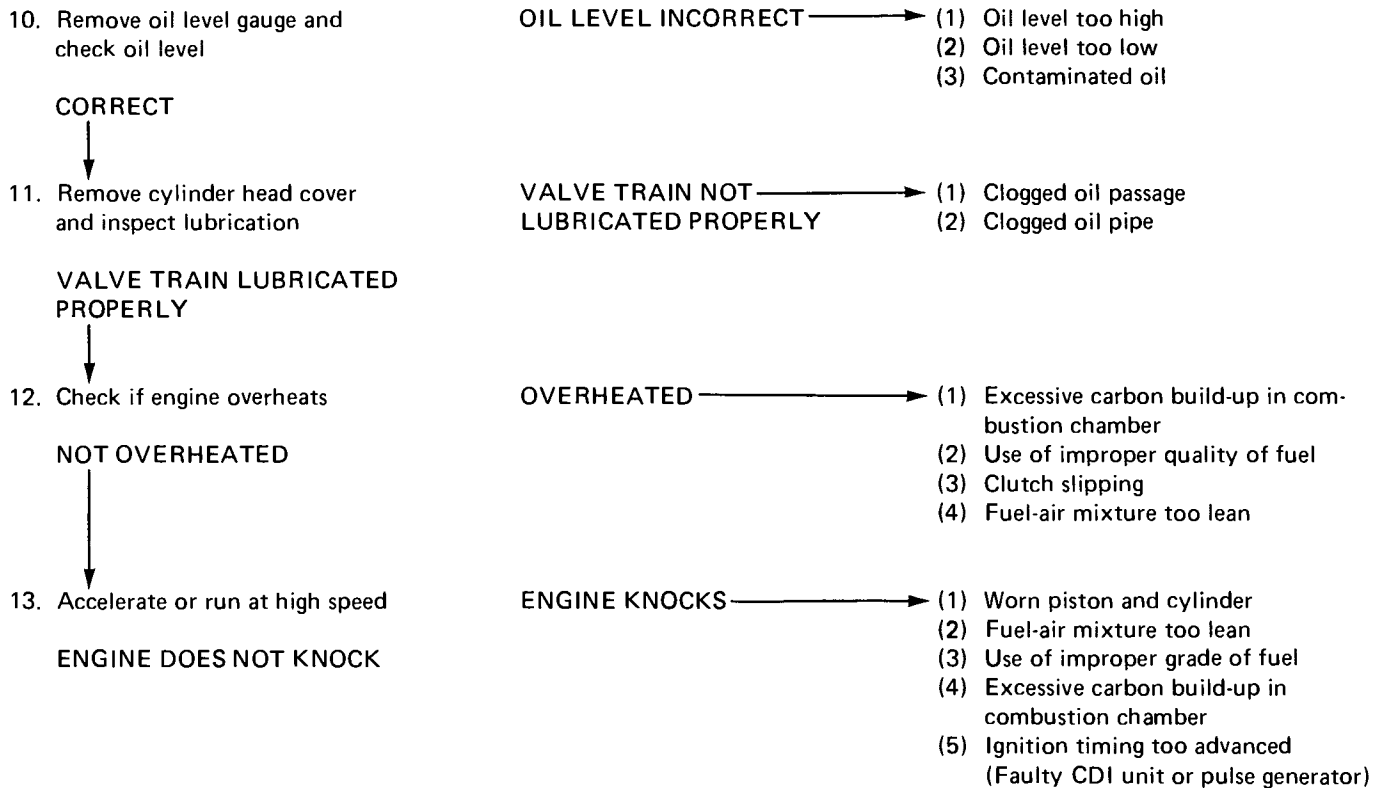 10. Remove oil level gauge and
check oil level
OIL LEVEL INCORRECT
(1) Oil level too high
(2) Oil level too low
(3) Contaminated oil
CORRECT
11. Remove cylinder head cover
and inspect lubrication
VALVE TRAIN NOT
LUBRICATED PROPERLY
(1) Clogged oil passage
(2) Clogged oil pipe
VALVE TRAIN LUBRICATED
PROPERLY
12. Check if engine overheats
OVERHEATED
(1) Excessive carbon build-up in com-
bustion chamber
(2) Use of improper quality of fuel
(3) Clutch slipping
(4) Fuel-air mixture too lean
NOT OVERHEATED
13. Accelerate or run at high speed
ENGINE KNOCKS
(1) Worn piston and cylinder
(2) Fuel-air mixture too lean
(3) Use of improper grade of fuel
(4) Excessive carbon build-up in
combustion chamber
(5) Ignition timing too advanced
(Faulty CDI unit or pulse generator)
ENGINE DOES NOT KNOCK